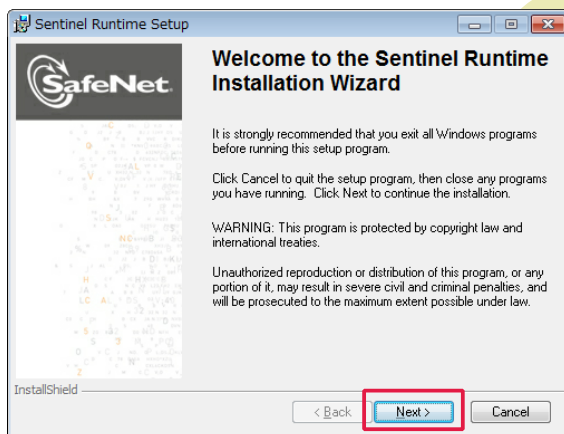 Sentinel Runtime Setup
SafeNet.
Welcome to the Sentinel Runtime
Installation Wizard
It is strongly recommended that you exit all Windows programs
before running this setup program.
Click Cancel to quit the setup program, then close any programs
you have running. Click Next to continue the installation.
WARNING: This program is protected by copyright law and
international treaties.
Unauthorized reproduction or distribution of this program, or any
portion of it, may result in severe civil and criminal penalties, and
will be prosecuted to the maximum extent possible under law.
InstallShield
< Back
Next >
Cancel